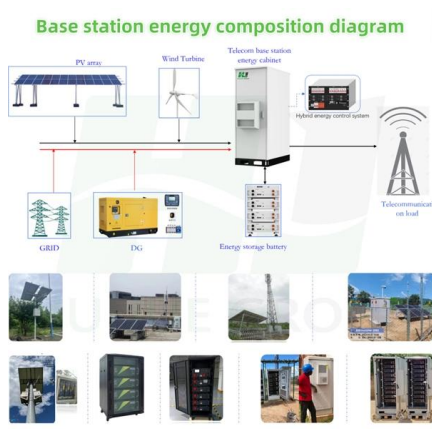 Base station energy composition diagram
PV array
Wind Turbine
Telecom base station
energy cabinet
Hybrid energy control system
Telecommunicati
on load
GRID
DG
Energy storage battery